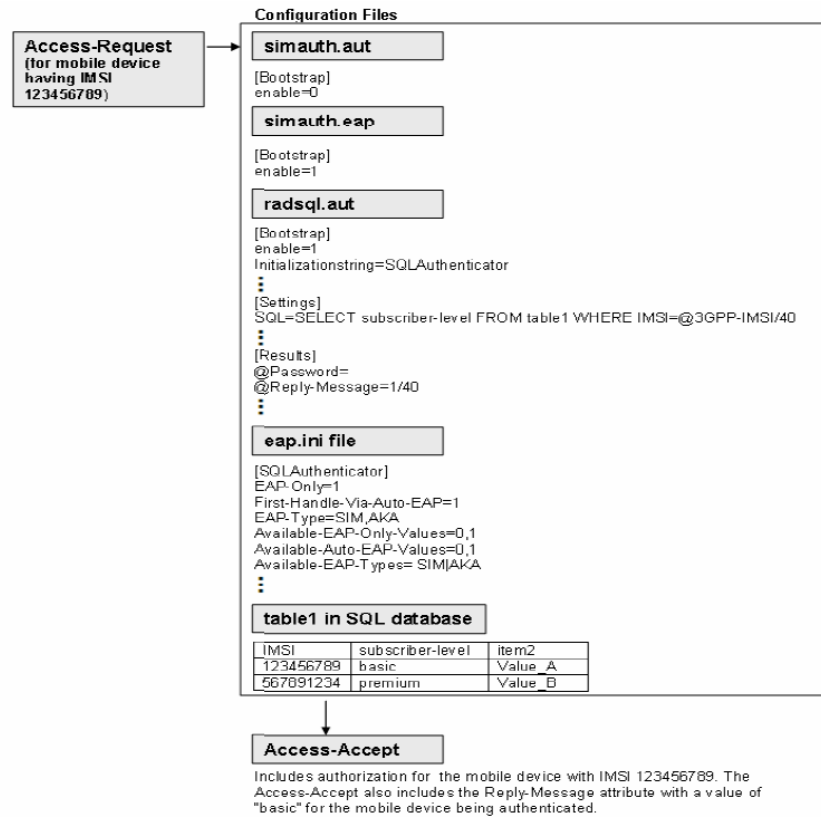 Configuration Files
Access-Request
(for mobile device
having IMSI
123456789)
simauth.aut
[Bootstrap]
enable=0
simauth.eap
[Bootstrap]
enable=1
radsql.aut
[Bootstrap]
enable=1
Initializationstring=SQLAuthenticator
[Settings]
SQL=SELECT subscriber-level FROM table1 WHERE IMSI=@3GPP-IMSI/40
[Results]
@Password=
@Reply-Message=1/40
eap.ini file
[SQLAuthenticator]
EAP-Only=1
First-Handle-Via-Auto-EAP=1
EAP-Type=SIM,AKA
Available-EAP-Only-Values=0,1
Available-Auto-EAP-Values=0,1
Available-EAP-Types= SIM|AKA
table1 in SQL database
IMSI subscriber-level item2
123456789 basic Value_A
567891234 premium Value_B
Access-Accept
Includes authorization for the mobile device with IMSI 123456789. The
Access-Accept also includes the Reply-Message attribute with a value of
"basic" for the mobile device being authenticated.